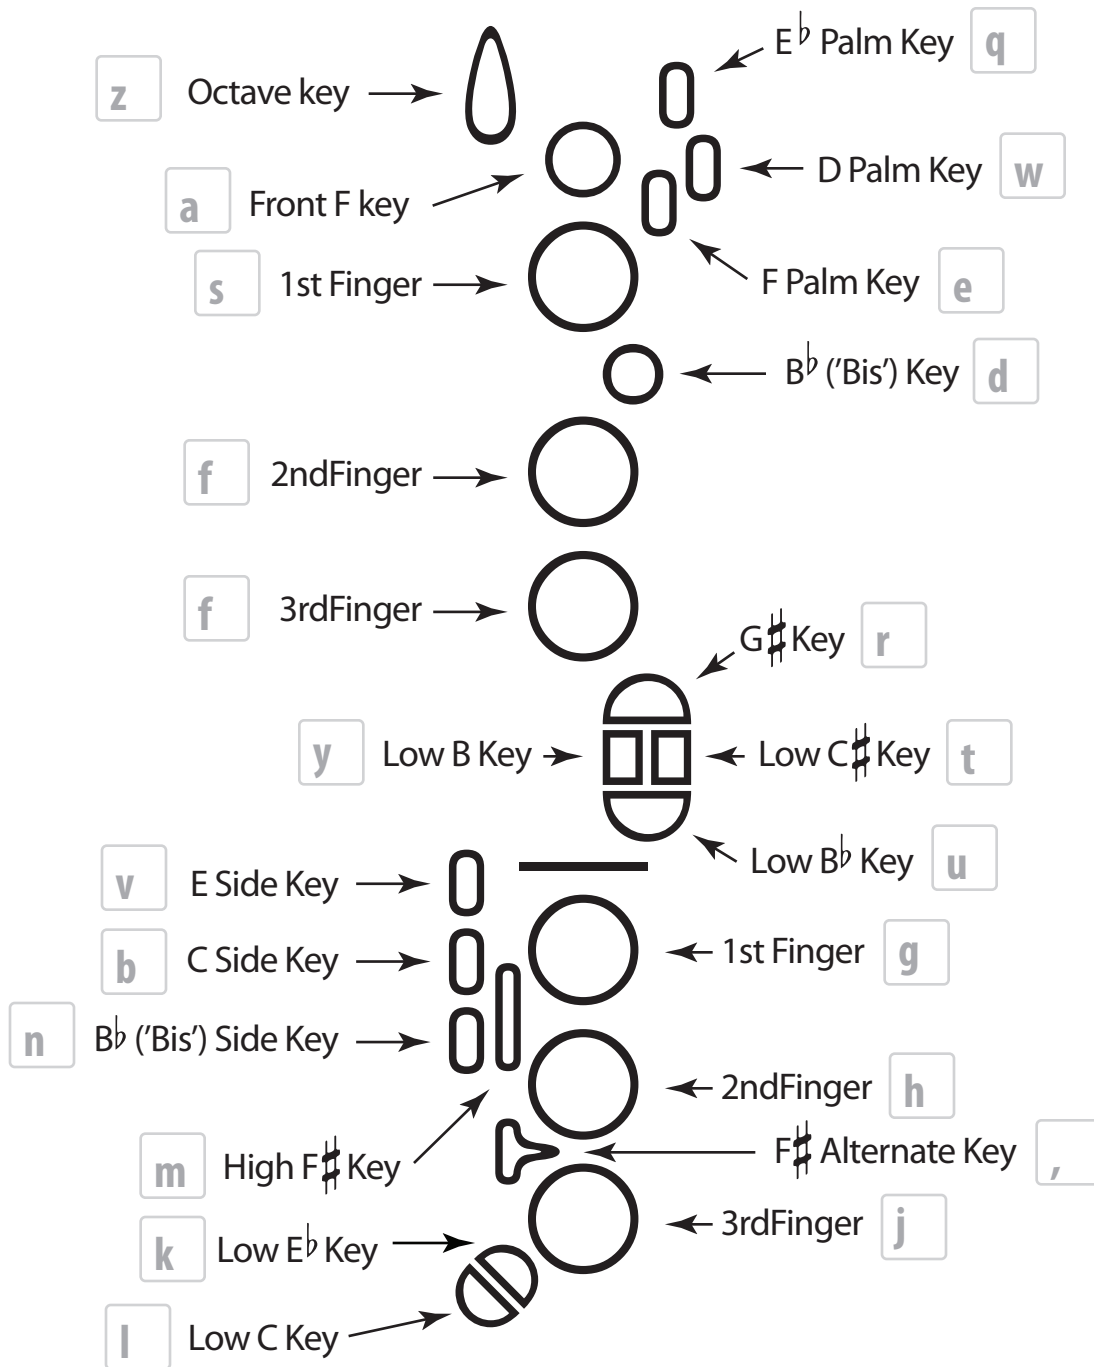 E♭ Palm Key q
z Octave key
D Palm Key w
a Front F key
s 1st Finger
F Palm Key e
B♭ ('Bis') Key d
f 2ndFinger
f 3rdFinger
G♯ Key r
y Low B Key
Low C♯ Key t
Low B♭ Key u
v E Side Key
1st Finger g
b C Side Key
n B♭ ('Bis') Side Key
2ndFinger h
F♯ Alternate Key ,
m High F♯ Key
3rdFinger j
k Low E♭ Key
l Low C Key